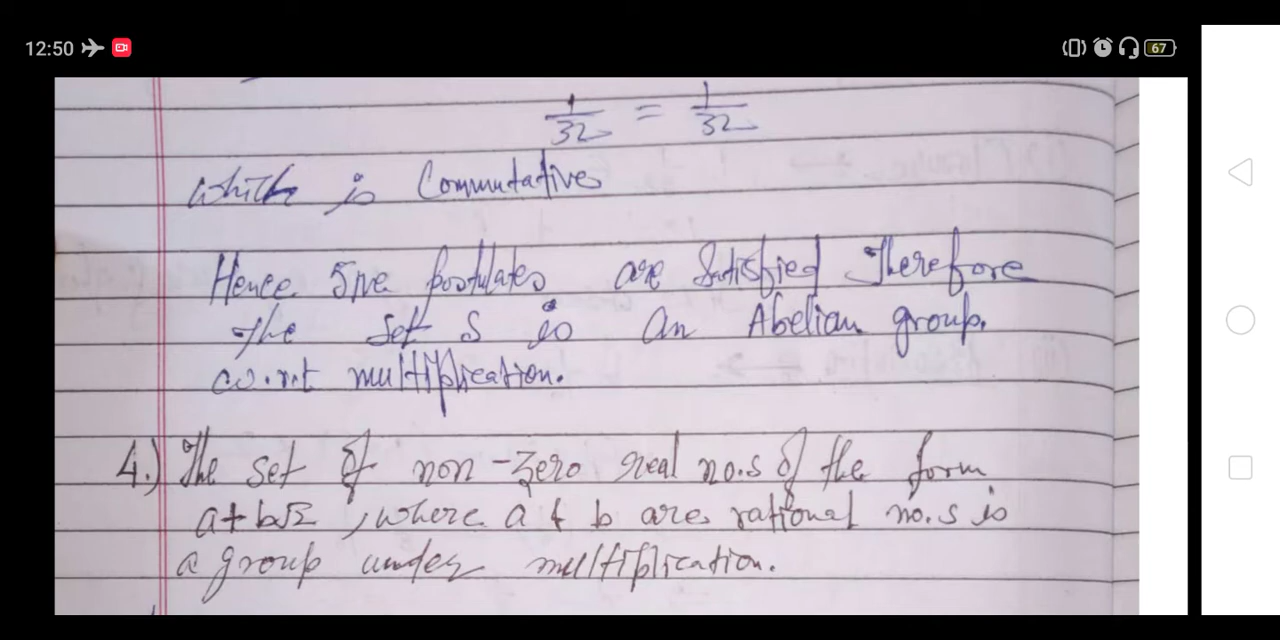 12:50
67
1/32 = 1/32
which is Commutative
Hence 5ive postulates are Satisfied Therefore
the set S is an Abelian group.
w.r.t multiplication.
4.) The set of non-zero real no.s of the form
a+b√2 , where a & b are rational no.s is
a group under multiplication.